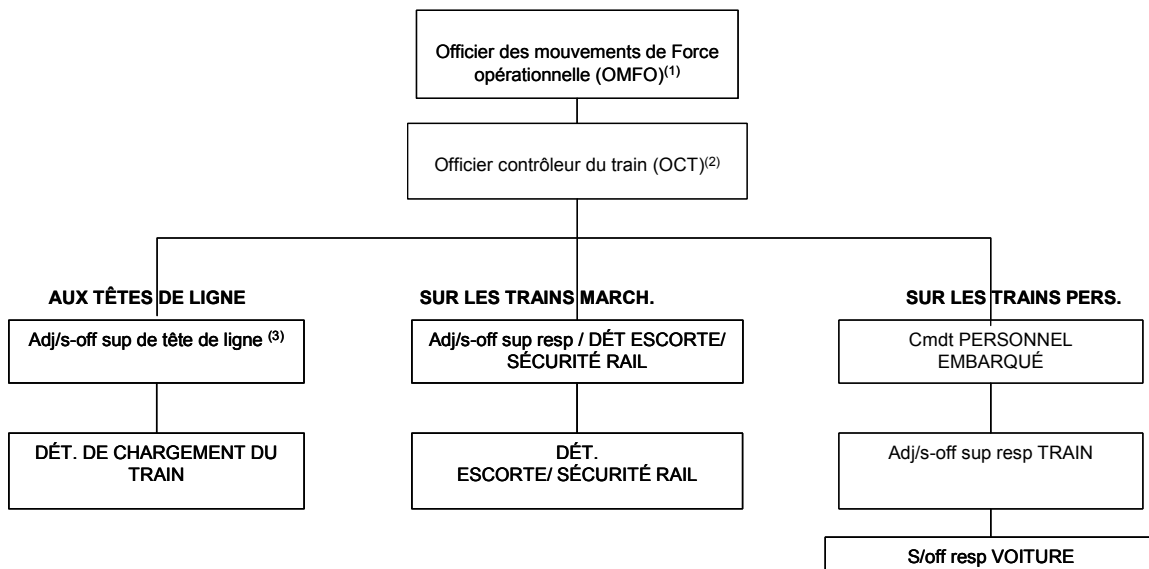 Officier des mouvements de Force
opérationnelle (OMFO)(1)
Officier contrôleur du train (OCT)(2)
AUX TÊTES DE LIGNE
Adj/s-off sup de tête de ligne (3)
DÉT. DE CHARGEMENT DU
TRAIN
SUR LES TRAINS MARCH.
Adj/s-off sup resp / DÉT ESCORTE/
SÉCURITÉ RAIL
DÉT.
ESCORTE/ SÉCURITÉ RAIL
SUR LES TRAINS PERS.
Cmdt PERSONNEL
EMBARQUÉ
Adj/s-off sup resp TRAIN
S/off resp VOITURE